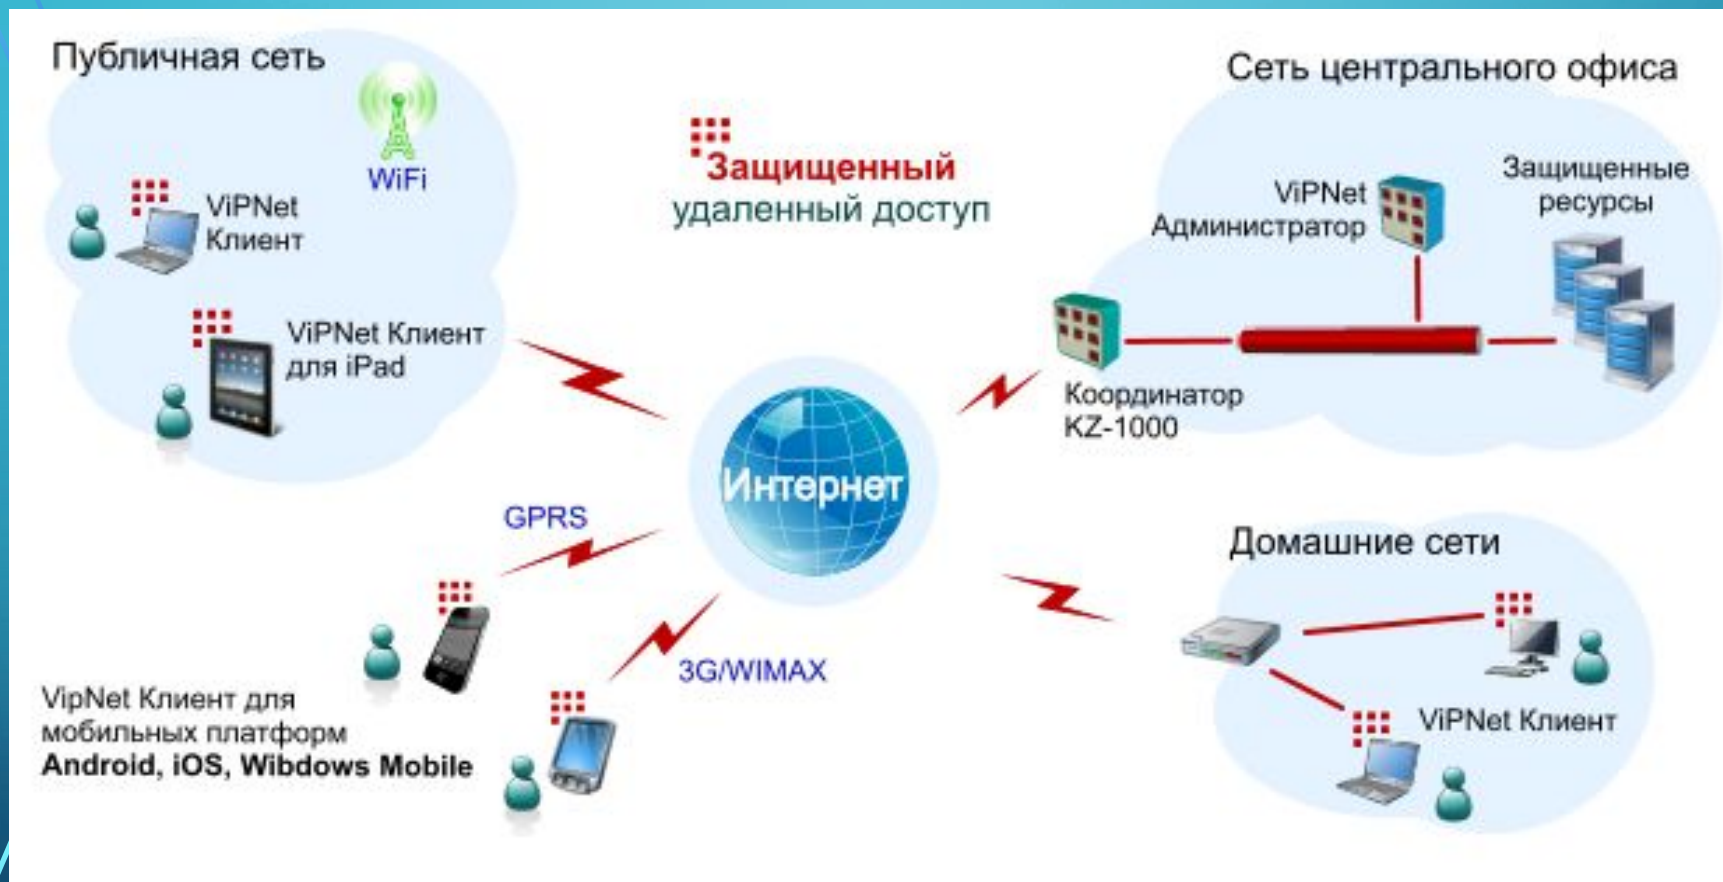 Публичная сеть
WiFi
ViPNet
Клиент
ViPNet Клиент
для iPad
Защищенный
удаленный доступ
Сеть центрального офиса
ViPNet
Администратор
Защищенные
ресурсы
Координатор
KZ-1000
Интернет
GPRS
3G/WIMAX
VipNet Клиент для
мобильных платформ
Android, iOS, Wibdows Mobile
Домашние сети
ViPNet Клиент